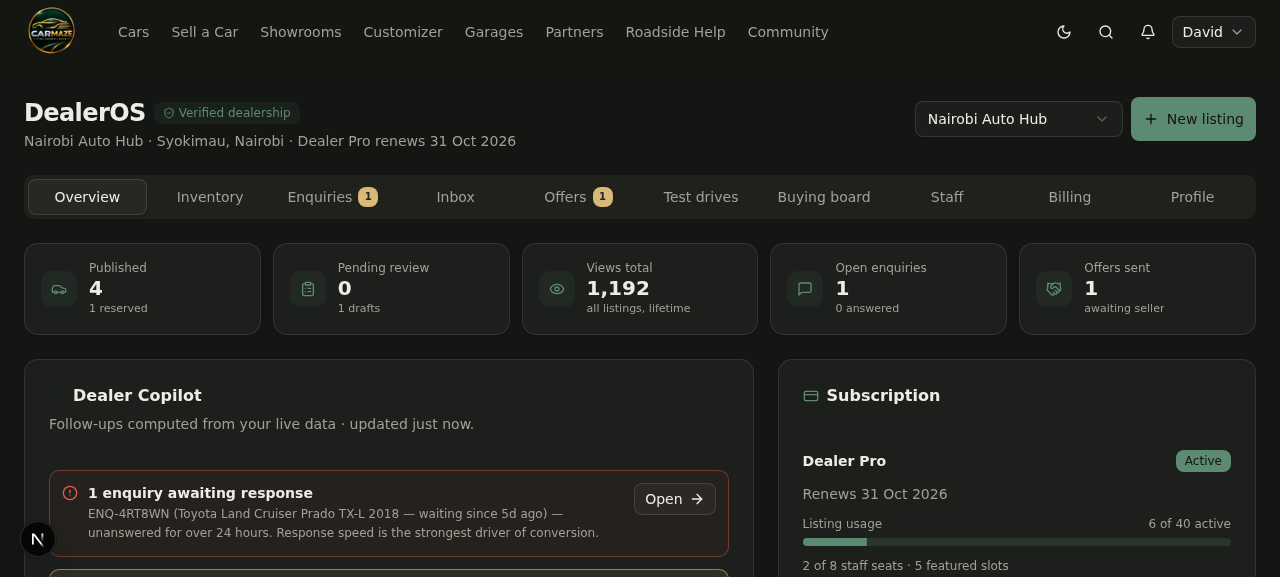 CARMAZE
Cars
Sell a Car
Showrooms
Customizer
Garages
Partners
Roadside Help
Community
David
DealerOS
Verified dealership
Nairobi Auto Hub · Syokimau, Nairobi · Dealer Pro renews 31 Oct 2026
Nairobi Auto Hub
New listing
Overview
Inventory
Enquiries 1
Inbox
Offers 1
Test drives
Buying board
Staff
Billing
Profile
Published
4
1 reserved
Pending review
0
1 drafts
Views total
1,192
all listings, lifetime
Open enquiries
1
0 answered
Offers sent
1
awaiting seller
Dealer Copilot
Follow-ups computed from your live data · updated just now.
1 enquiry awaiting response
ENQ-4RT8WN (Toyota Land Cruiser Prado TX-L 2018 — waiting since 5d ago) —
unanswered for over 24 hours. Response speed is the strongest driver of conversion.
Open
N
Subscription
Dealer Pro
Active
Renews 31 Oct 2026
Listing usage
6 of 40 active
2 of 8 staff seats · 5 featured slots